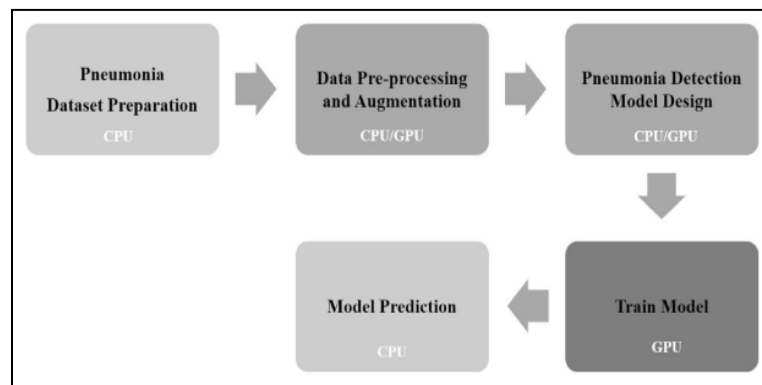 Pneumonia
Dataset Preparation
CPU
Data Pre-processing
and Augmentation
CPU/GPU
Pneumonia Detection
Model Design
CPU/GPU
Train Model
GPU
Model Prediction
CPU